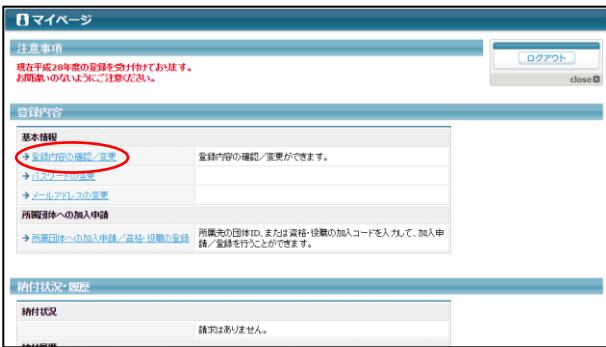 マイページ
注意事項
現在平成28年度の登録を受け付けております。
お間違いのないようにご注意ください。
ログアウト
close
登録内容
基本情報
登録内容の確認/変更
登録内容の確認/変更ができます。
パスワードの変更
メールアドレスの変更
所属団体への加入申請
所属団体への加入申請/資格・役職の登録
所属先の団体ID、または資格・役職の加入コードを入力して、加入申
請/登録を行うことができます。
納付状況・履歴
納付状況
請求はありません。
納付履歴